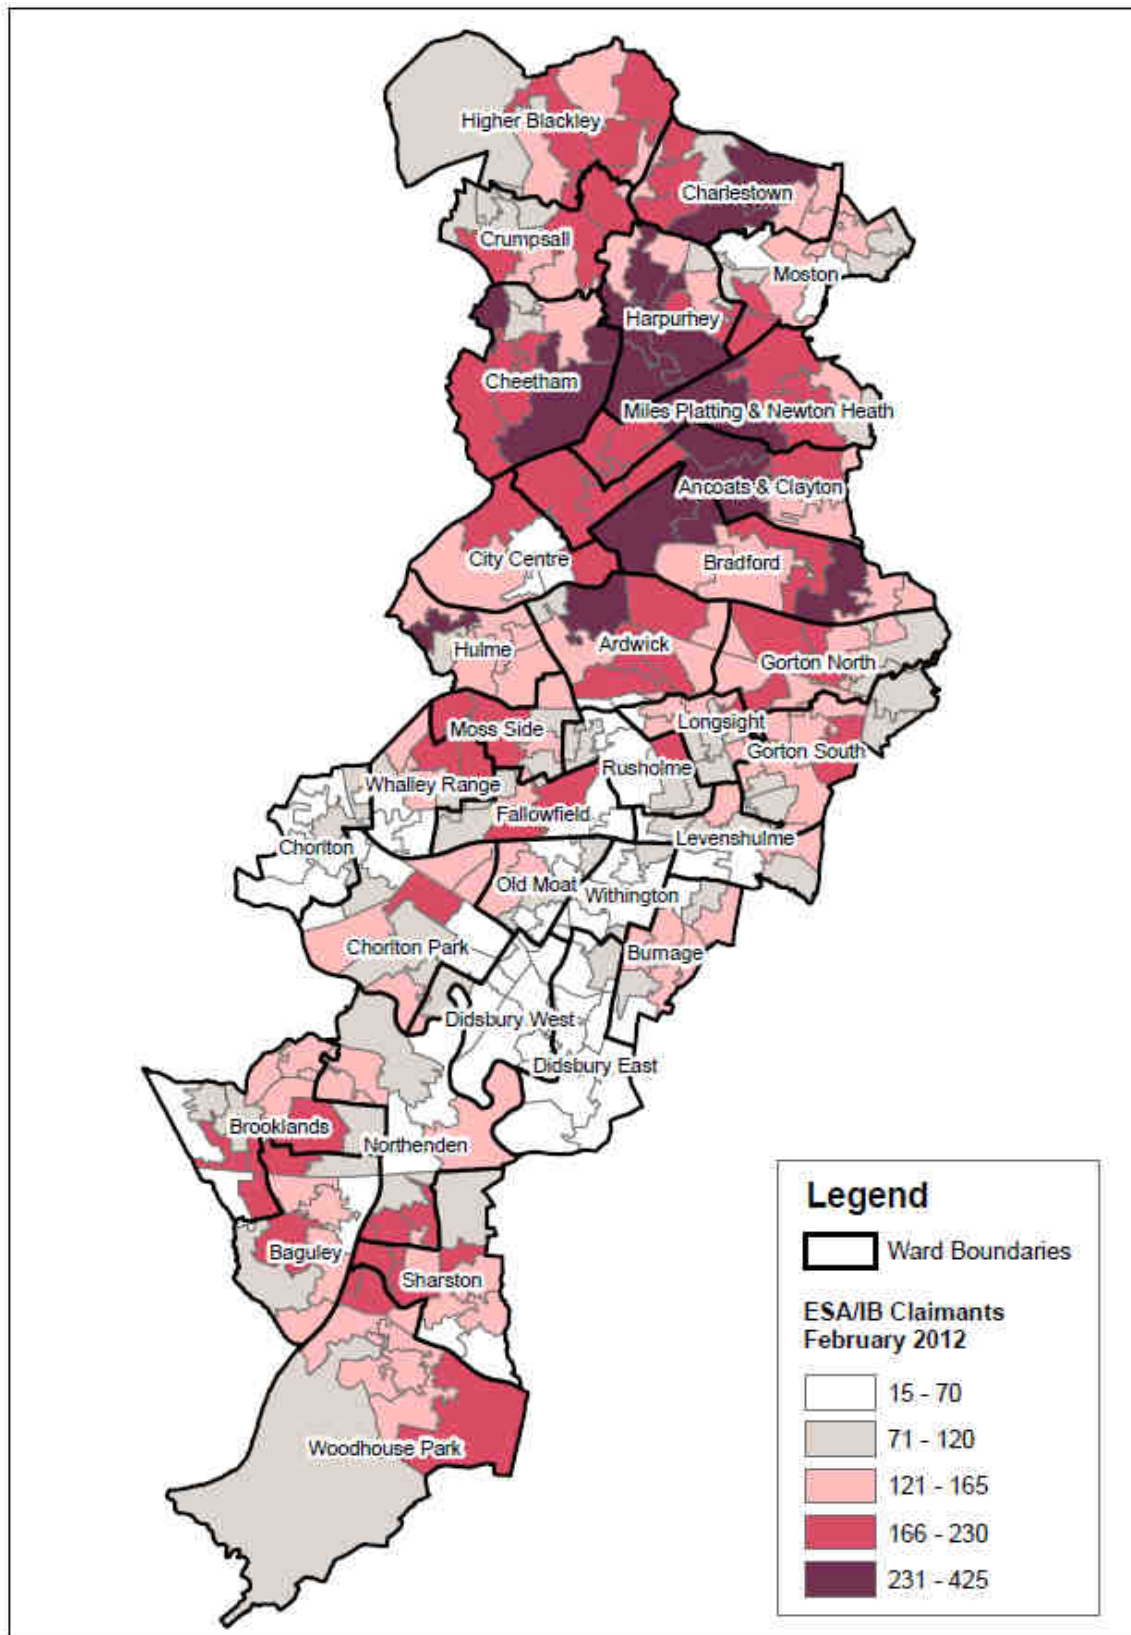 Higher Blackley
Charlestown
Crumpsall
Moston
Harpurhey
Cheetham
Miles Platting & Newton Heath
Ancoats & Clayton
City Centre
Bradford
Hulme
Ardwick
Gorton North
Longsight
Moss Side
Gorton South
Rusholme
Whalley Range
Fallowfield
Levenshulme
Chorlton
Old Moat
Withington
Chorlton Park
Burnage
Didsbury West
Didsbury East
Brooklands
Northenden
Baguley
Sharston
Woodhouse Park
Legend
Ward Boundaries
ESA/IB Claimants
February 2012
15 - 70
71 - 120
121 - 165
166 - 230
231 - 425